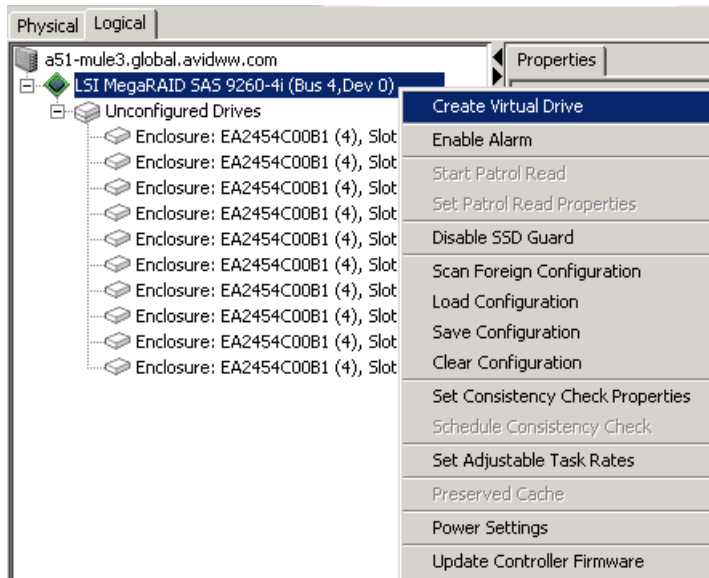 Physical Logical
a51-mule3.global.avidww.com
LSI MegaRAID SAS 9260-4i (Bus 4,Dev 0)
Unconfigured Drives
Enclosure: EA2454C00B1 (4), Slot
Enclosure: EA2454C00B1 (4), Slot
Enclosure: EA2454C00B1 (4), Slot
Enclosure: EA2454C00B1 (4), Slot
Enclosure: EA2454C00B1 (4), Slot
Enclosure: EA2454C00B1 (4), Slot
Enclosure: EA2454C00B1 (4), Slot
Enclosure: EA2454C00B1 (4), Slot
Enclosure: EA2454C00B1 (4), Slot
Enclosure: EA2454C00B1 (4), Slot
Properties
Create Virtual Drive
Enable Alarm
Start Patrol Read
Set Patrol Read Properties
Disable SSD Guard
Scan Foreign Configuration
Load Configuration
Save Configuration
Clear Configuration
Set Consistency Check Properties
Schedule Consistency Check
Set Adjustable Task Rates
Preserved Cache
Power Settings
Update Controller Firmware